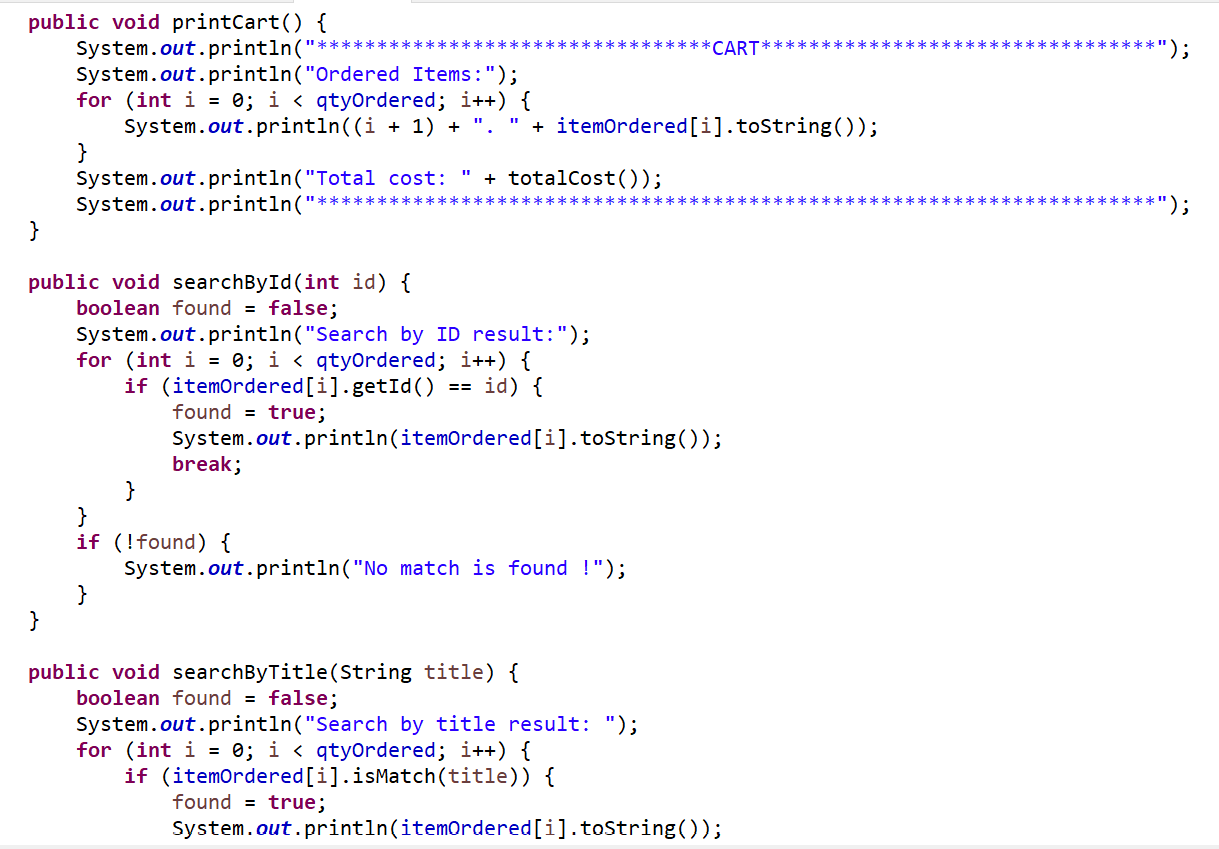 public void printCart() {
    System.out.println("*********************************CART*********************************");
    System.out.println("Ordered Items:");
    for (int i = 0; i < qtyOrdered; i++) {
        System.out.println((i + 1) + ". " + itemOrdered[i].toString());
    }
    System.out.println("Total cost: " + totalCost());
    System.out.println("**********************************************************************");
}

public void searchById(int id) {
    boolean found = false;
    System.out.println("Search by ID result:");
    for (int i = 0; i < qtyOrdered; i++) {
        if (itemOrdered[i].getId() == id) {
            found = true;
            System.out.println(itemOrdered[i].toString());
            break;
        }
    }
    if (!found) {
        System.out.println("No match is found !");
    }
}

public void searchByTitle(String title) {
    boolean found = false;
    System.out.println("Search by title result: ");
    for (int i = 0; i < qtyOrdered; i++) {
        if (itemOrdered[i].isMatch(title)) {
            found = true;
            System.out.println(itemOrdered[i].toString());